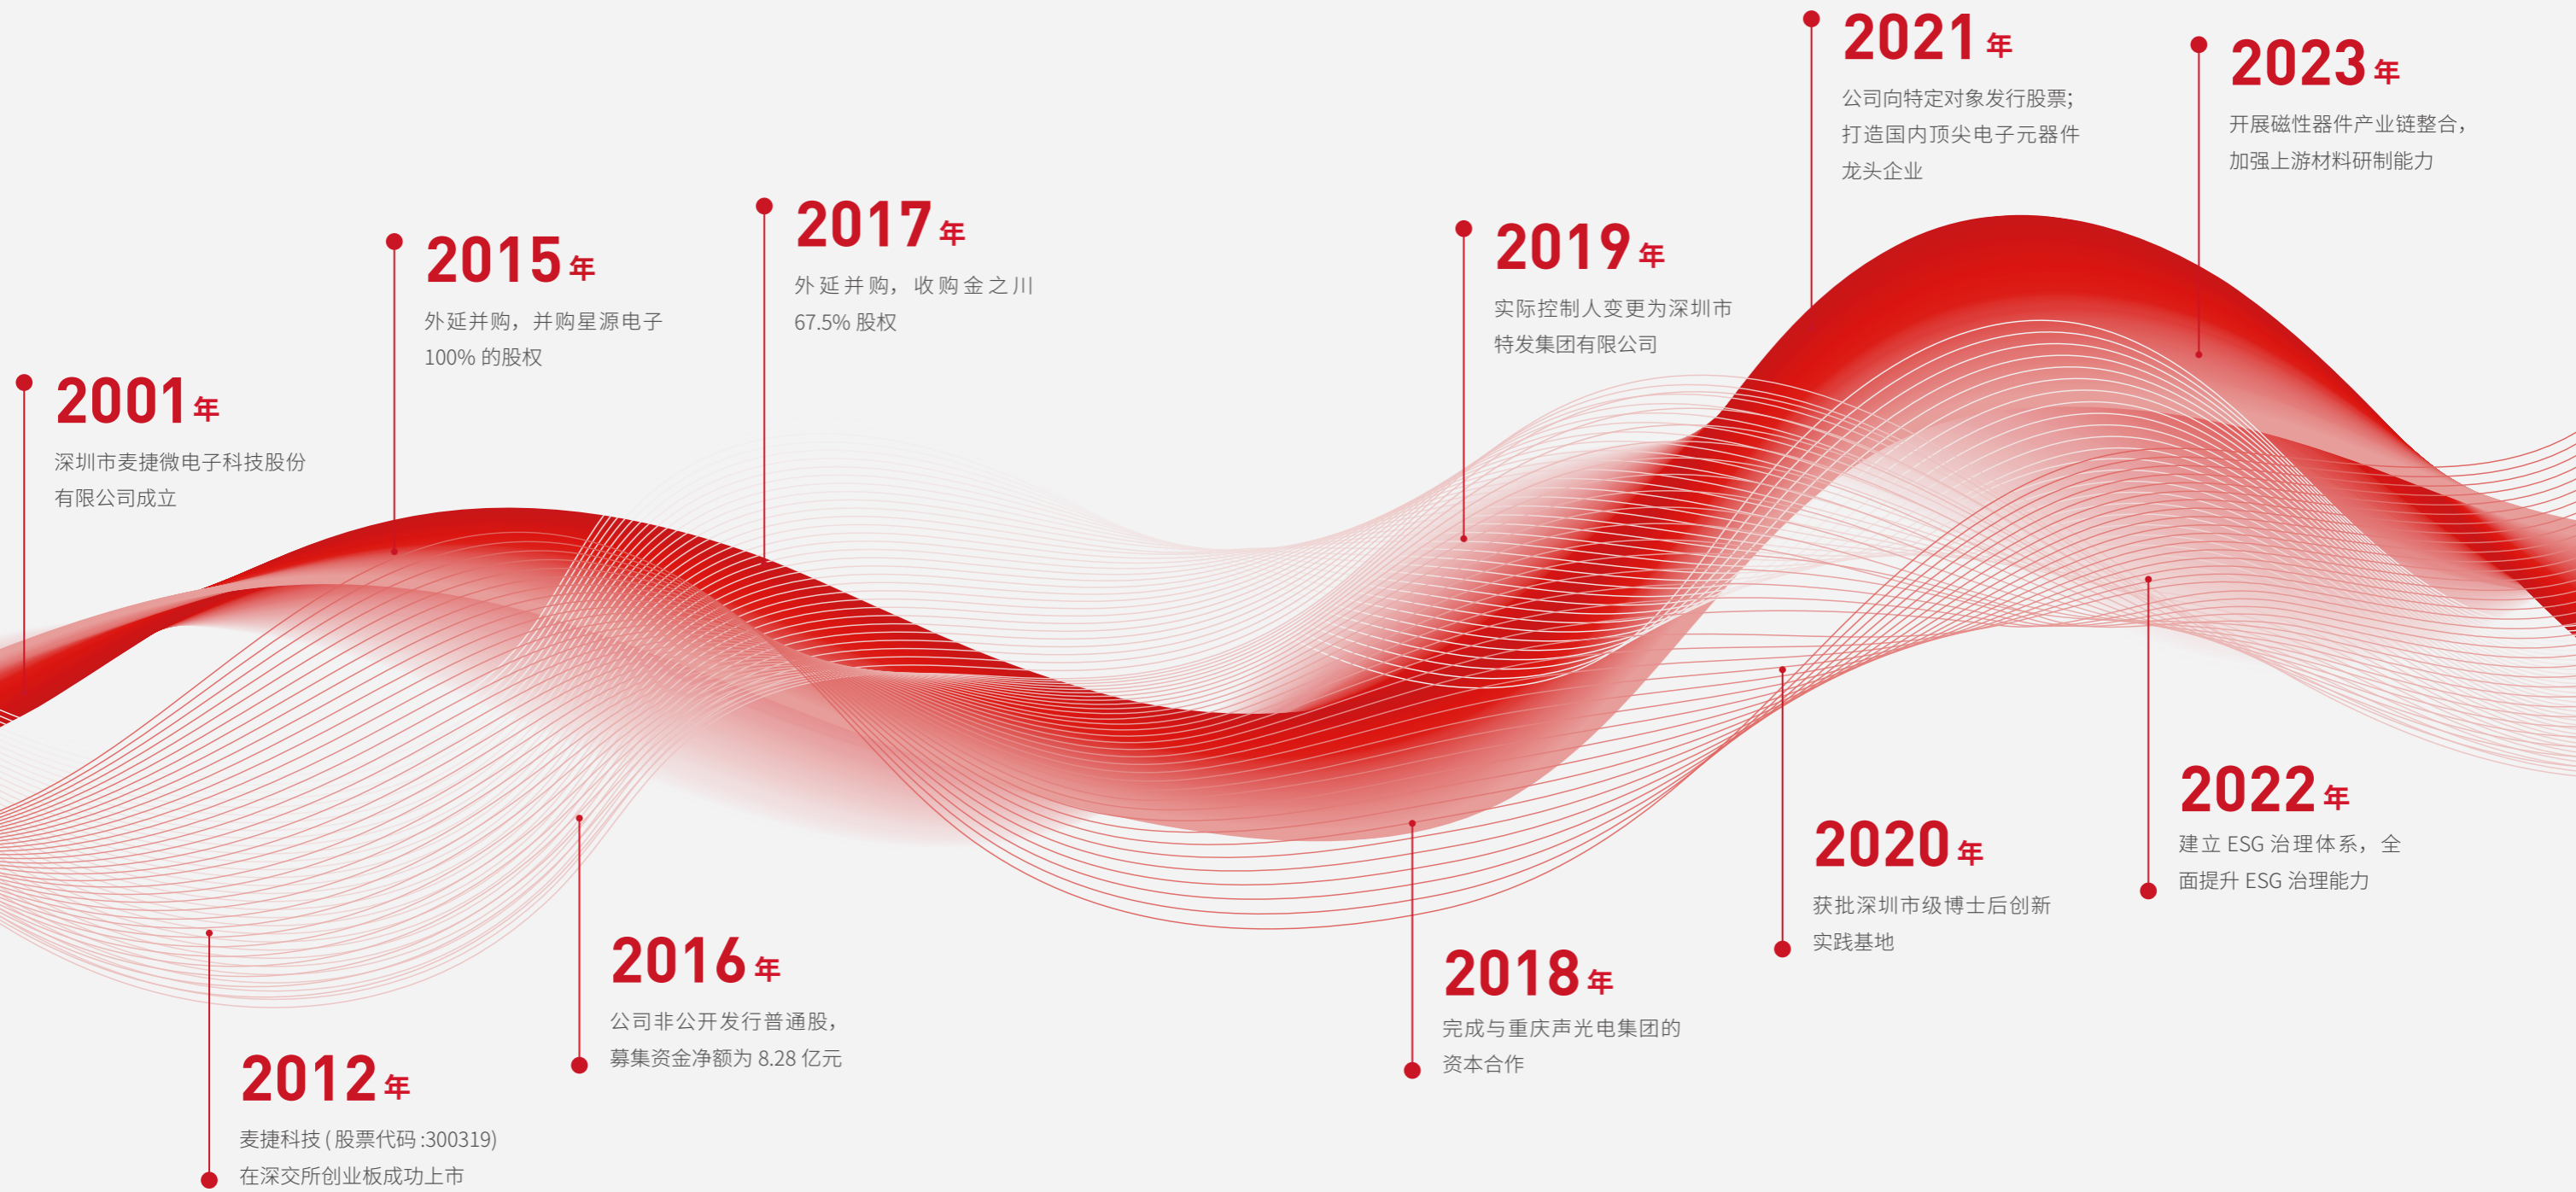 2001年
深圳市麦捷微电子科技股份
有限公司成立
2012年
麦捷科技 ( 股票代码 :300319)
在深交所创业板成功上市
2015年
外延并购，并购星源电子
100% 的股权
2016年
公司非公开发行普通股，
募集资金净额为 8.28 亿元
2017年
外延并购，收购金之川
67.5% 股权
2018年
完成与重庆声光电集团的
资本合作
2019年
实际控制人变更为深圳市
特发集团有限公司
2020年
获批深圳市级博士后创新
实践基地
2021年
公司向特定对象发行股票；
打造国内顶尖电子元器件
龙头企业
2022年
建立 ESG 治理体系，全
面提升 ESG 治理能力
2023年
开展磁性器件产业链整合，
加强上游材料研制能力